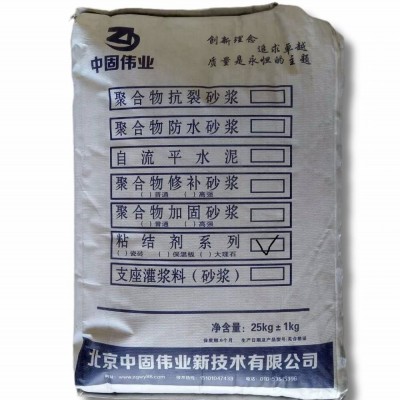 中固伟业
创新理念
追求卓越
质量是永恒的主题
聚合物抗裂砂浆
聚合物防水砂浆
自流平水泥
聚合物修补砂浆
( )普通 ( )高强
聚合物加固砂浆
( )普通 ( )高强
粘结剂系列
( )瓷砖 ( )保温板 ( )大理石
支座灌浆料(砂浆)
净含量: 25kg±1kg
北京中固伟业新技术有限公司